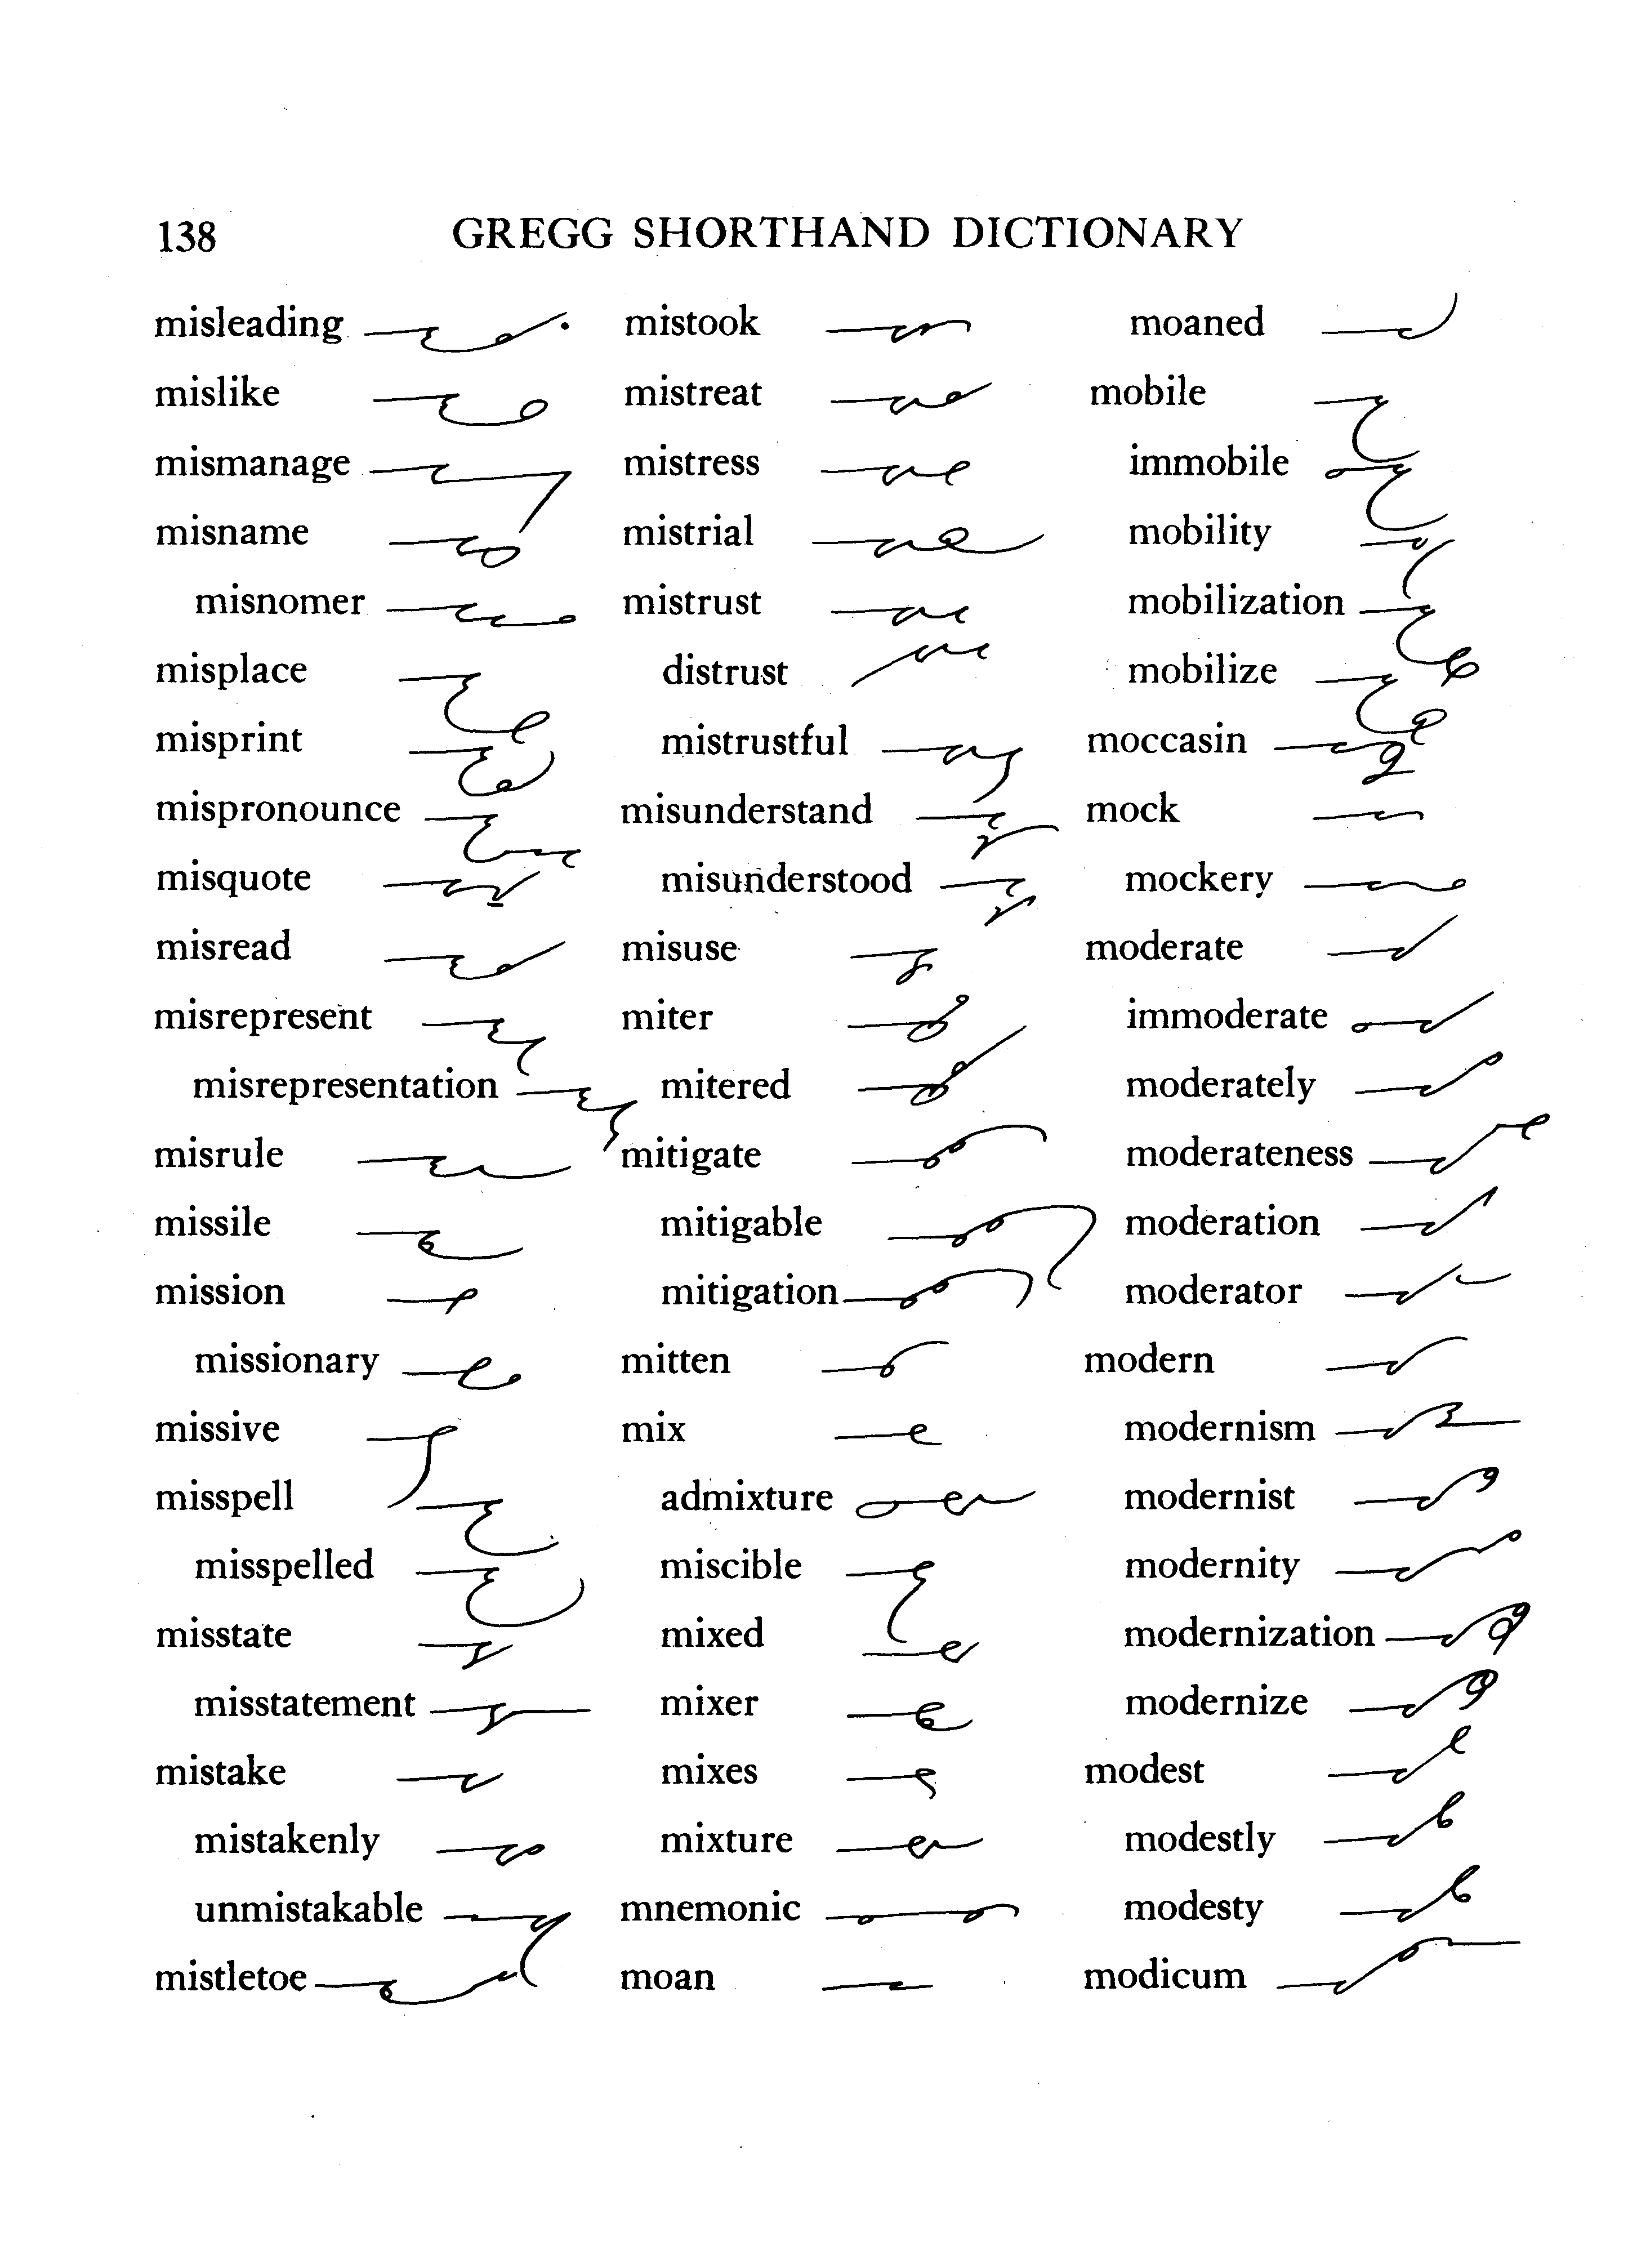 138 GREGG SHORTHAND DICTIONARY
misleading
mislike
mismanage
misname
misnomer
misplace
misprint
mispronounce
misquote
misread
misrepresent
misrepresentation
misrule
missile
mission
missionary
missive
misspell
misspelled
misstate
misstatement
mistake
mistakenly
unmistakable
mistletoe
mistook
mistreat
mistress
mistrial
mistrust
distrust
mistrustful
misunderstand
misunderstood
misuse
miter
mitered
mitigate
mitigable
mitigation
mitten
mix
admixture
miscible
mixed
mixer
mixes
mixture
mnemonic
moan
moaned
mobile
immobile
mobility
mobilization
mobilize
moccasin
mock
mockery
moderate
immoderate
moderately
moderateness
moderation
moderator
modern
modernism
modernist
modernity
modernization
modernize
modest
modestly
modesty
modicum